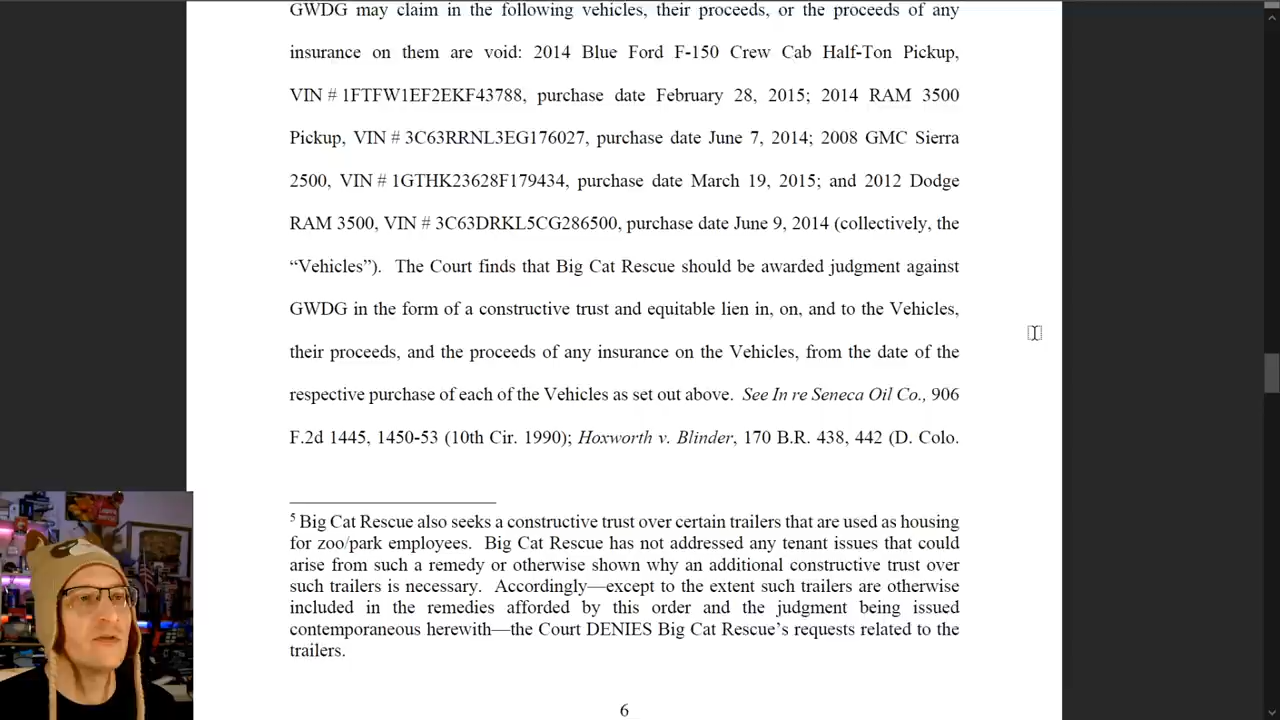 GWDG may claim in the following vehicles, their proceeds, or the proceeds of any
insurance on them are void: 2014 Blue Ford F-150 Crew Cab Half-Ton Pickup,
VIN # 1FTFW1EF2EKF43788, purchase date February 28, 2015; 2014 RAM 3500
Pickup, VIN # 3C63RRNL3EG176027, purchase date June 7, 2014; 2008 GMC Sierra
2500, VIN # 1GTHK23628F179434, purchase date March 19, 2015; and 2012 Dodge
RAM 3500, VIN # 3C63DRKL5CG286500, purchase date June 9, 2014 (collectively, the
“Vehicles”). The Court finds that Big Cat Rescue should be awarded judgment against
GWDG in the form of a constructive trust and equitable lien in, on, and to the Vehicles,
their proceeds, and the proceeds of any insurance on the Vehicles, from the date of the
respective purchase of each of the Vehicles as set out above. See In re Seneca Oil Co., 906
F.2d 1445, 1450-53 (10th Cir. 1990); Hoxworth v. Blinder, 170 B.R. 438, 442 (D. Colo.
5 Big Cat Rescue also seeks a constructive trust over certain trailers that are used as housing
for zoo/park employees. Big Cat Rescue has not addressed any tenant issues that could
arise from such a remedy or otherwise shown why an additional constructive trust over
such trailers is necessary. Accordingly—except to the extent such trailers are otherwise
included in the remedies afforded by this order and the judgment being issued
contemporaneous herewith—the Court DENIES Big Cat Rescue’s requests related to the
trailers.
6